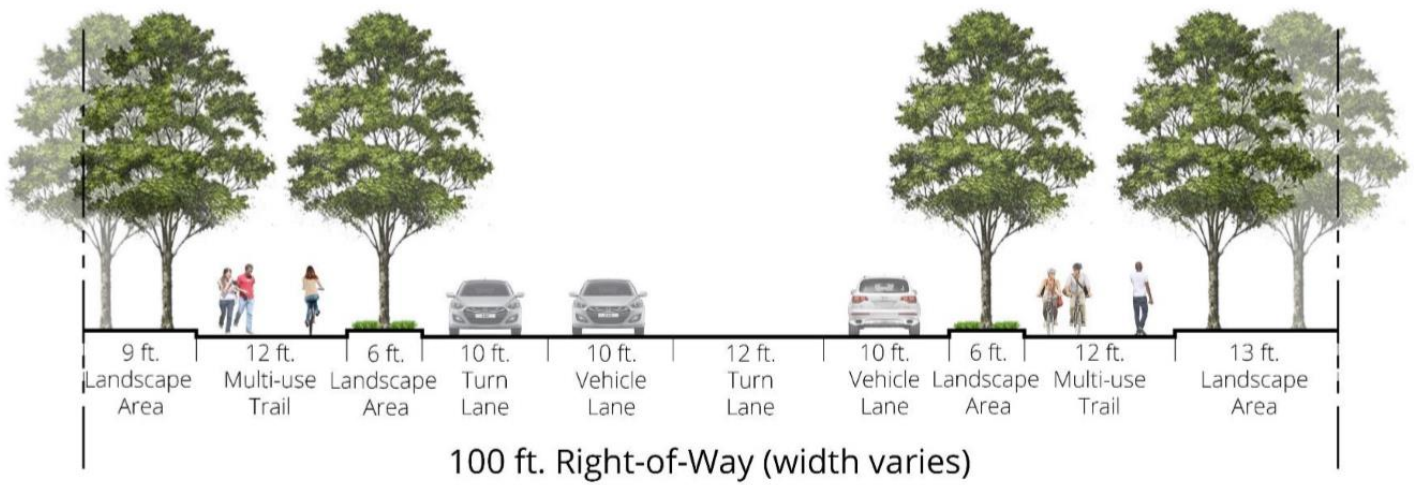 9 ft.
Landscape
Area
12 ft.
Multi-use
Trail
6 ft.
Landscape
Area
10 ft.
Turn
Lane
10 ft.
Vehicle
Lane
12 ft.
Turn
Lane
10 ft.
Vehicle
Lane
6 ft.
Landscape
Area
12 ft.
Multi-use
Trail
13 ft.
Landscape
Area
100 ft. Right-of-Way (width varies)